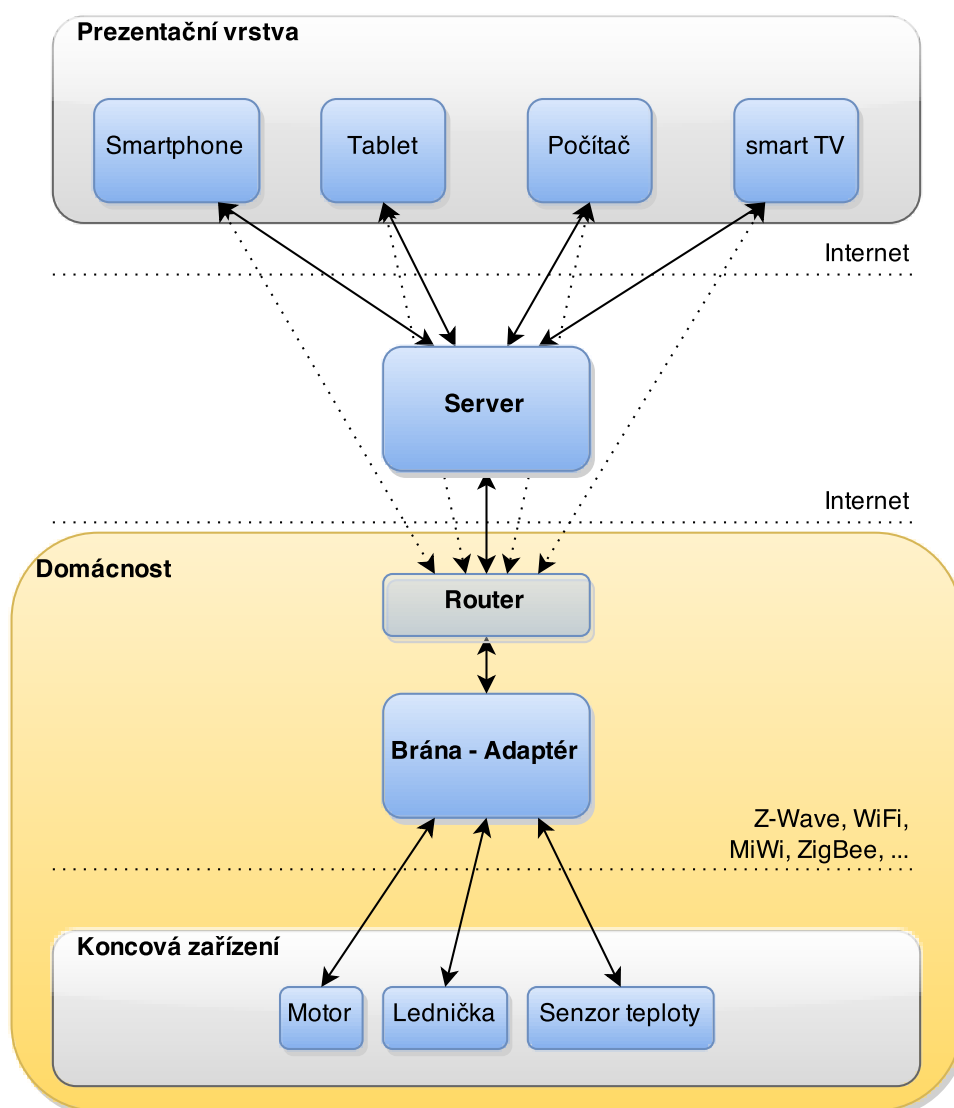 Prezentační vrstva
Smartphone
Tablet
Počítač
smart TV
Internet
Server
Internet
Domácnost
Router
Brána - Adaptér
Z-Wave, WiFi,
MiWi, ZigBee, ...
Koncová zařízení
Motor
Lednička
Senzor teploty